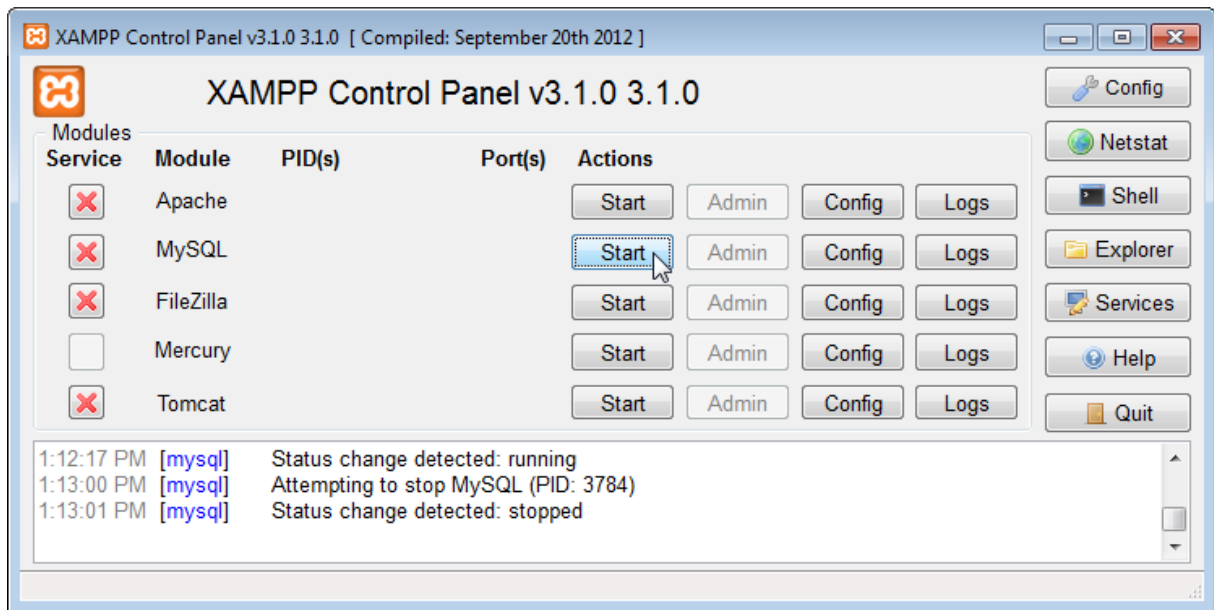 XAMPP Control Panel v3.1.0 3.1.0 [ Compiled: September 20th 2012 ]
XAMPP Control Panel v3.1.0 3.1.0
Config
Modules
Netstat
Service Module PID(s) Port(s) Actions
Apache Start Admin Config Logs
Shell
MySQL Start Admin Config Logs
Explorer
FileZilla Start Admin Config Logs
Services
Mercury Start Admin Config Logs
Help
Tomcat Start Admin Config Logs
Quit
1:12:17 PM [mysql] Status change detected: running
1:13:00 PM [mysql] Attempting to stop MySQL (PID: 3784)
1:13:01 PM [mysql] Status change detected: stopped